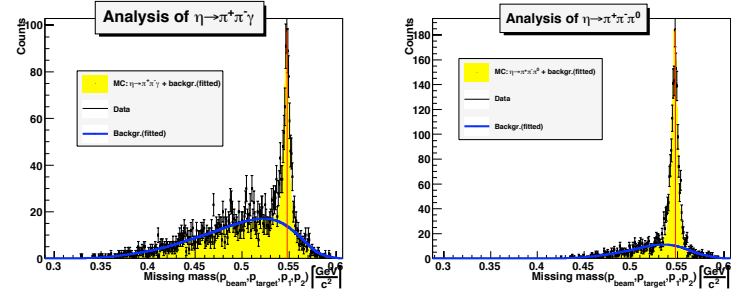 Analysis of η→π⁺π⁻γ
Counts
100
80
60
40
20
0
MC: η→π⁺π⁻γ + backgr.(fitted)
Data
Backgr.(fitted)
0.3 0.35 0.4 0.45 0.5 0.55 0.6
Missing mass(p_beam,p_target,p_1,p_2) [GeV/c²]
Analysis of η→π⁺π⁻π⁰
Counts
180
160
140
120
100
80
60
40
20
0
MC: η→π⁺π⁻π⁰ + backgr.(fitted)
Data
Backgr.(fitted)
0.3 0.35 0.4 0.45 0.5 0.55 0.6
Missing mass(p_beam,p_target,p_1,p_2) [GeV/c²]